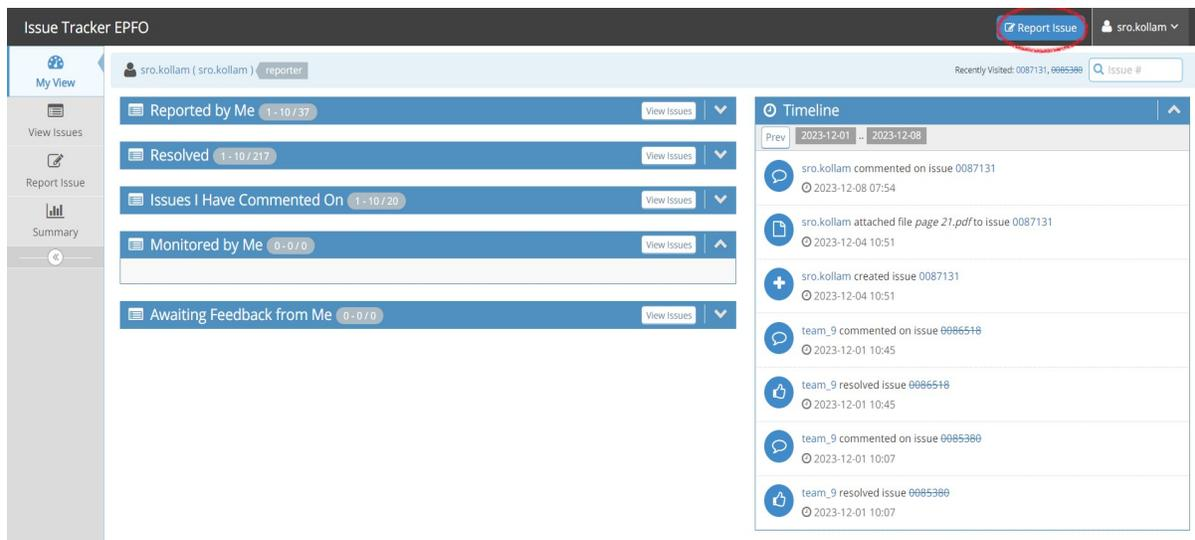 Issue Tracker EPFO
Report Issue
sro.kollam
My View
View Issues
Report Issue
Summary
sro.kollam ( sro.kollam ) reporter
Recently Visited: 0087131, 0085380
Issue #
Reported by Me 1 - 10 / 37 View Issues
Resolved 1 - 10 / 217 View Issues
Issues I Have Commented On 1 - 10 / 20 View Issues
Monitored by Me 0 - 0 / 0 View Issues
Awaiting Feedback from Me 0 - 0 / 0 View Issues
Timeline
Prev 2023-12-01 .. 2023-12-08
sro.kollam commented on issue 0087131
2023-12-08 07:54
sro.kollam attached file page 21.pdf to issue 0087131
2023-12-04 10:51
sro.kollam created issue 0087131
2023-12-04 10:51
team_9 commented on issue 0086518
2023-12-01 10:45
team_9 resolved issue 0086518
2023-12-01 10:45
team_9 commented on issue 0085380
2023-12-01 10:07
team_9 resolved issue 0085380
2023-12-01 10:07